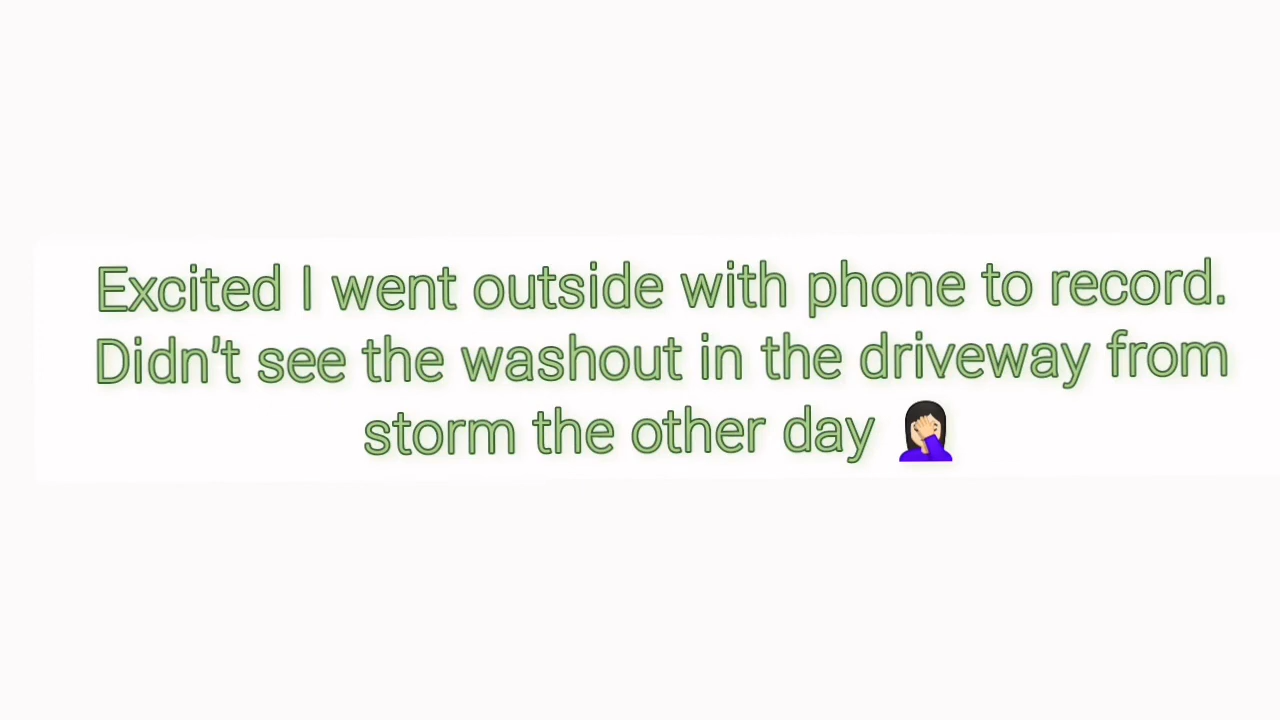 Excited I went outside with phone to record.
Didn't see the washout in the driveway from
storm the other day 🤦🏻‍♀️